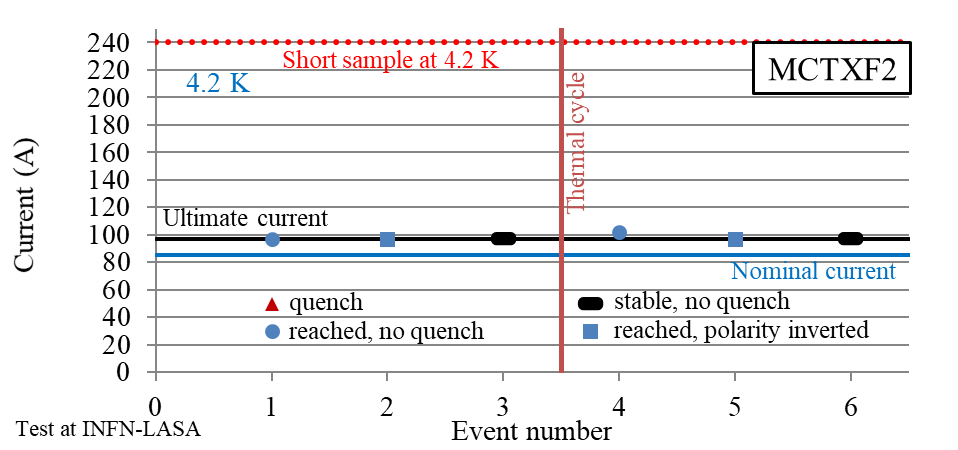 240
220
200
180
160
140
120
100
80
60
40
20
0
Current (A)
Short sample at 4.2 K
4.2 K
MCTXF2
Thermal cycle
Ultimate current
Nominal current
quench
stable, no quench
reached, no quench
reached, polarity inverted
0 1 2 3 4 5 6
Event number
Test at INFN-LASA